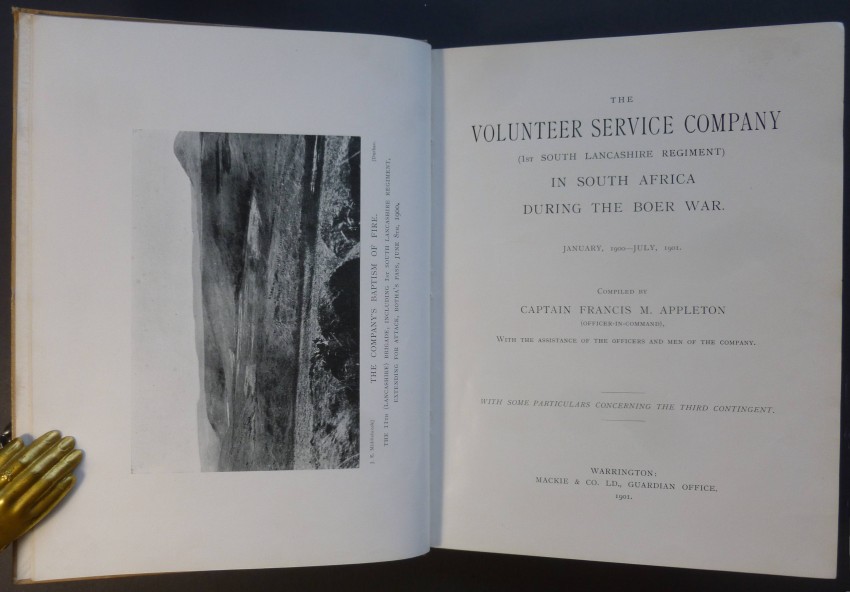 THE COMPANY'S BAPTISM OF FIRE.
THE 11TH (LANCASHIRE) BRIGADE, INCLUDING 1ST SOUTH LANCASHIRE REGIMENT,
EXTENDING FOR ATTACK, BOTHA'S PASS, JUNE 8TH, 1900.
THE
VOLUNTEER SERVICE COMPANY
(1ST SOUTH LANCASHIRE REGIMENT)
IN SOUTH AFRICA
DURING THE BOER WAR.
JANUARY, 1900—JULY, 1901.
COMPILED BY
CAPTAIN FRANCIS M. APPLETON
(OFFICER-IN-COMMAND),
WITH THE ASSISTANCE OF THE OFFICERS AND MEN OF THE COMPANY.
WITH SOME PARTICULARS CONCERNING THE THIRD CONTINGENT.
WARRINGTON:
MACKIE & CO. LD., GUARDIAN OFFICE.
1901.